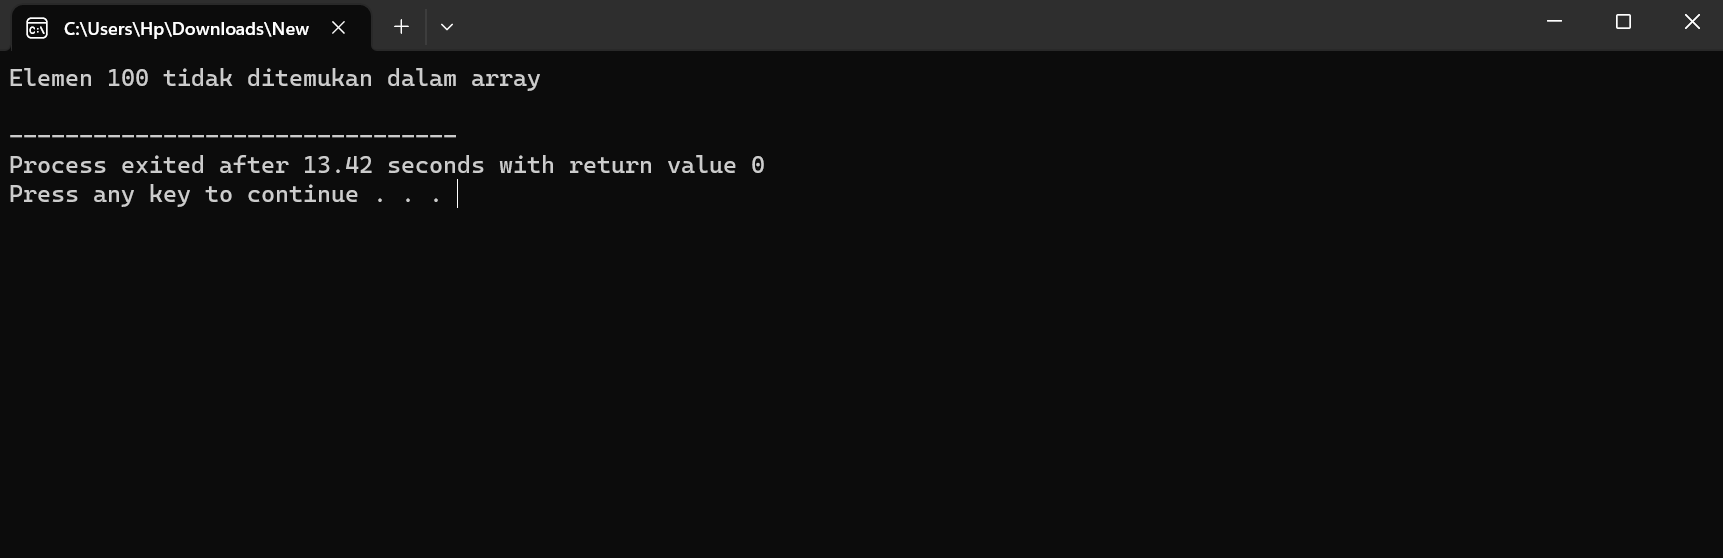 C:\Users\Hp\Downloads\New
Elemen 100 tidak ditemukan dalam array
--------------------------------
Process exited after 13.42 seconds with return value 0
Press any key to continue . . .